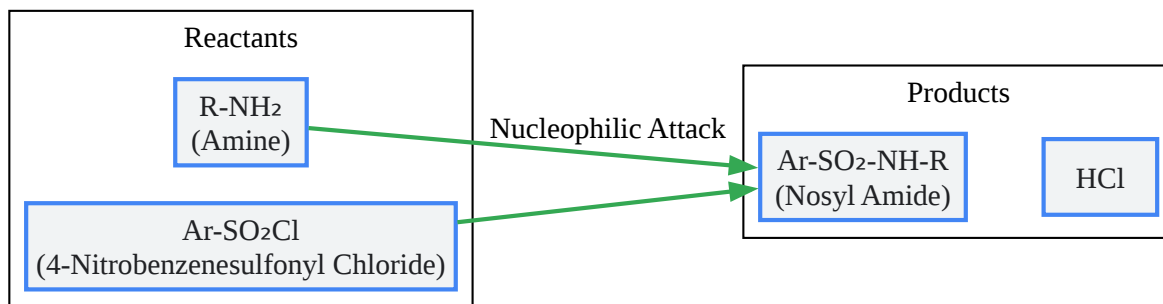 Reactants
R-NH₂
(Amine)
Ar-SO₂Cl
(4-Nitrobenzenesulfonyl Chloride)
Nucleophilic Attack
Products
Ar-SO₂-NH-R
(Nosyl Amide)
HCl